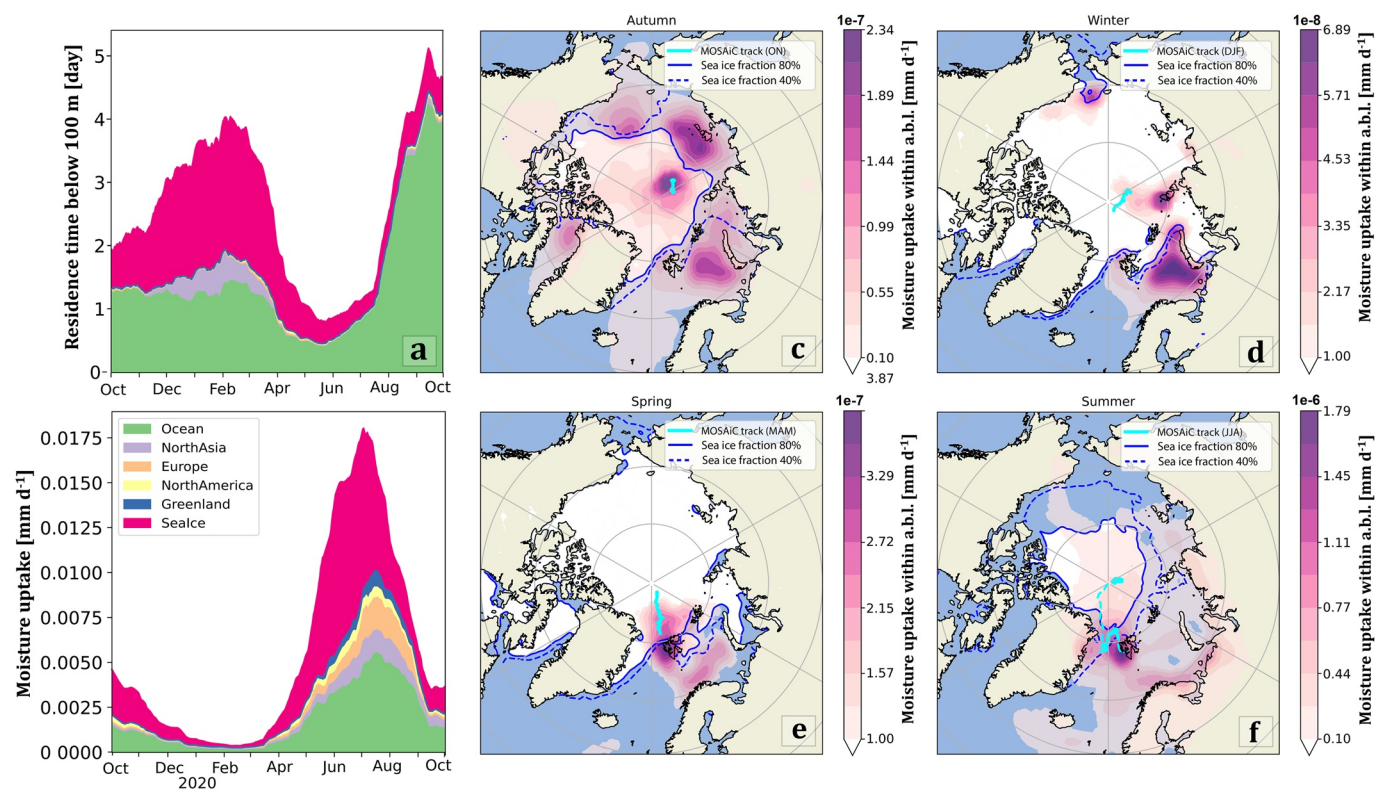 Residence time below 100 m [day]
5
4
3
2
1
0
Oct Dec Feb Apr Jun Aug Oct
a
Autumn
MOSAiC track (ON)
Sea ice fraction 80%
Sea ice fraction 40%
c
1e-7
2.34
1.89
1.44
0.99
0.55
0.10
Moisture uptake within a.b.l. [mm d⁻¹]
Winter
MOSAiC track (DJF)
Sea ice fraction 80%
Sea ice fraction 40%
d
1e-8
6.89
5.71
4.53
3.35
2.17
1.00
Moisture uptake within a.b.l. [mm d⁻¹]
Moisture uptake [mm d⁻¹]
0.0175
0.0150
0.0125
0.0100
0.0075
0.0050
0.0025
0 0000
Ocean
NorthAsia
Europe
NorthAmerica
Greenland
SeaIce
Oct Dec Feb Apr Jun Aug Oct
2020
Spring
MOSAiC track (MAM)
Sea ice fraction 80%
Sea ice fraction 40%
e
3.87
1e-7
3.29
2.72
2.15
1.57
1.00
Moisture uptake within a.b.l. [mm d⁻¹]
Summer
MOSAiC track (JJA)
Sea ice fraction 80%
Sea ice fraction 40%
f
1e-6
1.79
1.45
1.11
0.77
0.44
0.10
Moisture uptake within a.b.l. [mm d⁻¹]